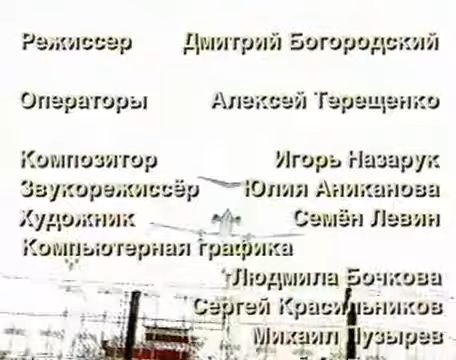 Режиссер Дмитрий Богородский
Операторы Алексей Терещенко
Композитор Игорь Назарук
Звукорежиссёр Юлия Аниканова
Художник Семён Левин
Компьютерная графика
Людмила Бочкова
Сергей Красильников
Михаил Пузырев